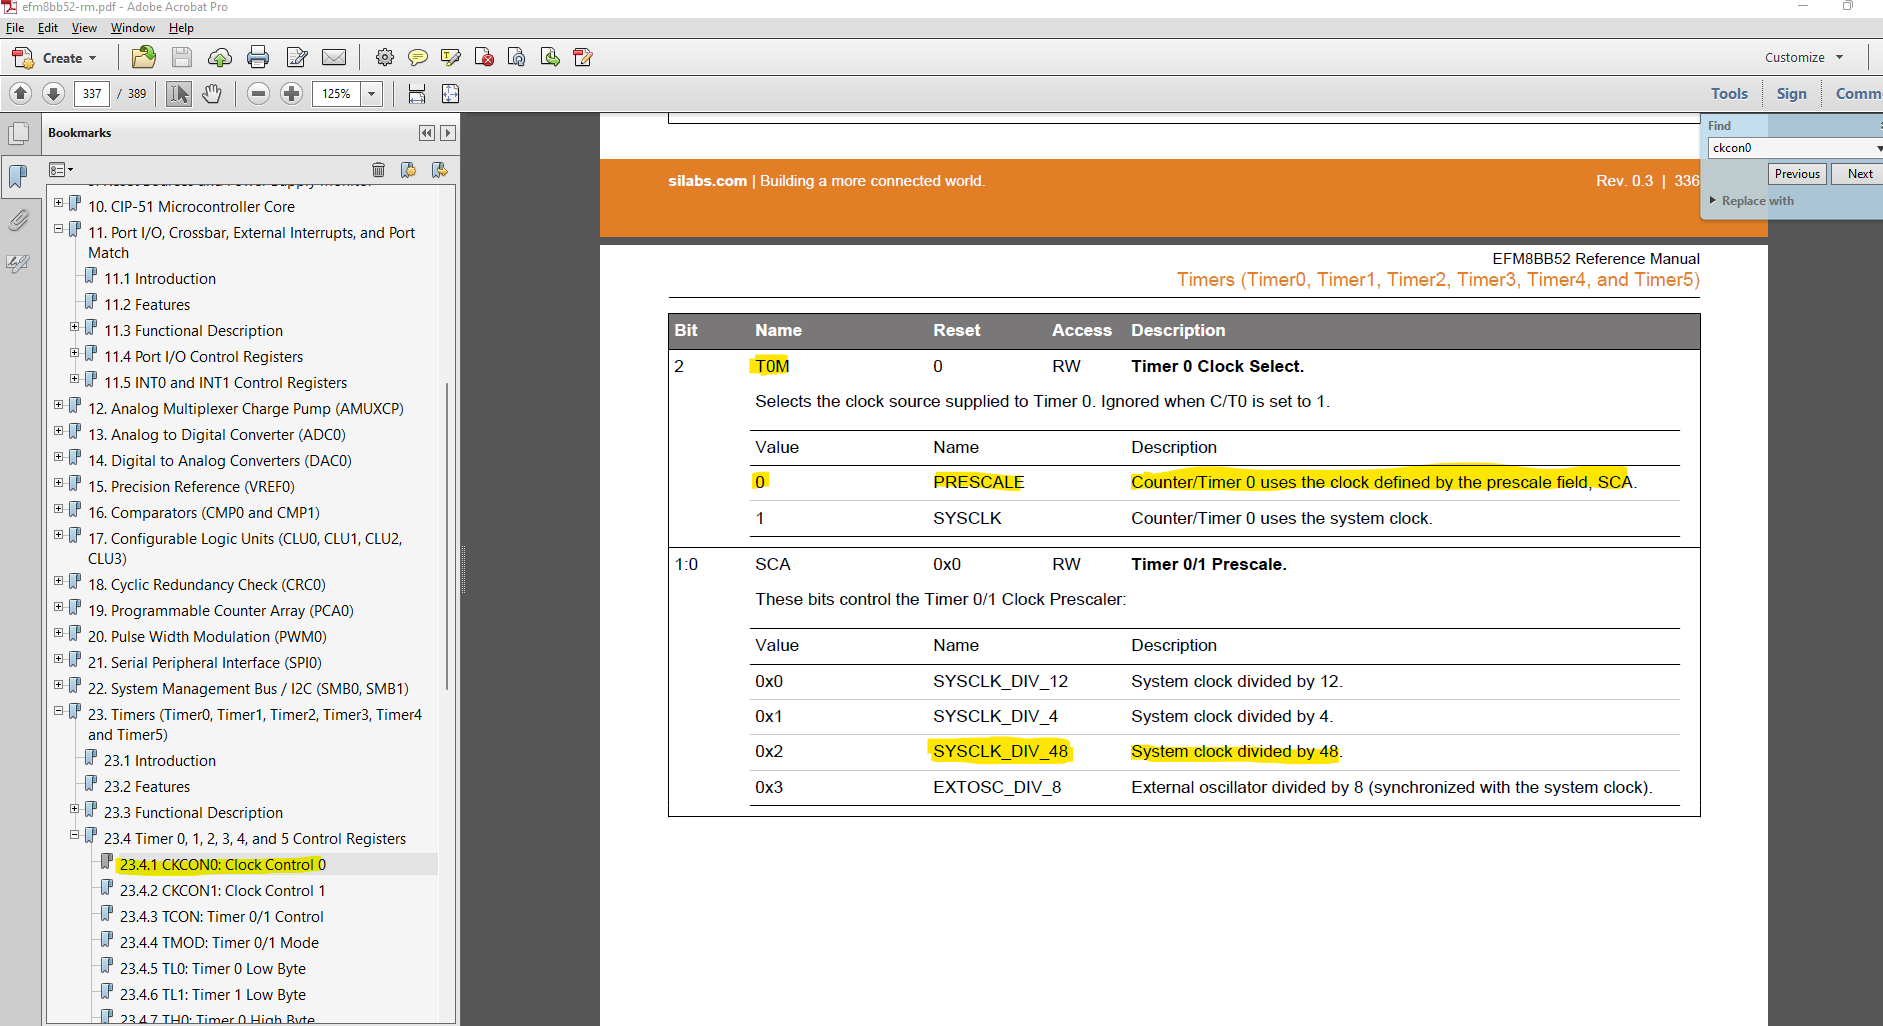 efm8bb52-rm.pdf - Adobe Acrobat Pro
File Edit View Window Help
Create
Customize
337 / 389
125%
Tools Sign Comm
Bookmarks
10. CIP-51 Microcontroller Core
11. Port I/O, Crossbar, External Interrupts, and Port
Match
11.1 Introduction
11.2 Features
11.3 Functional Description
11.4 Port I/O Control Registers
11.5 INT0 and INT1 Control Registers
12. Analog Multiplexer Charge Pump (AMUXCP)
13. Analog to Digital Converter (ADC0)
14. Digital to Analog Converters (DAC0)
15. Precision Reference (VREF0)
16. Comparators (CMP0 and CMP1)
17. Configurable Logic Units (CLU0, CLU1, CLU2,
CLU3)
18. Cyclic Redundancy Check (CRC0)
19. Programmable Counter Array (PCA0)
20. Pulse Width Modulation (PWM0)
21. Serial Peripheral Interface (SPI0)
22. System Management Bus / I2C (SMB0, SMB1)
23. Timers (Timer0, Timer1, Timer2, Timer3, Timer4
and Timer5)
23.1 Introduction
23.2 Features
23.3 Functional Description
23.4 Timer 0, 1, 2, 3, 4, and 5 Control Registers
23.4.1 CKCON0: Clock Control 0
23.4.2 CKCON1: Clock Control 1
23.4.3 TCON: Timer 0/1 Control
23.4.4 TMOD: Timer 0/1 Mode
23.4.5 TL0: Timer 0 Low Byte
23.4.6 TL1: Timer 1 Low Byte
23.4.7 TH0: Timer 0 High Byte
silabs.com | Building a more connected world.
Rev. 0.3 | 336
Find
ckcon0
Previous Next
Replace with
EFM8BB52 Reference Manual
Timers (Timer0, Timer1, Timer2, Timer3, Timer4, and Timer5)
Bit Name Reset Access Description
2 T0M 0 RW Timer 0 Clock Select.
Selects the clock source supplied to Timer 0. Ignored when C/T0 is set to 1.
Value Name Description
0 PRESCALE Counter/Timer 0 uses the clock defined by the prescale field, SCA.
1 SYSCLK Counter/Timer 0 uses the system clock.
1:0 SCA 0x0 RW Timer 0/1 Prescale.
These bits control the Timer 0/1 Clock Prescaler:
Value Name Description
0x0 SYSCLK_DIV_12 System clock divided by 12.
0x1 SYSCLK_DIV_4 System clock divided by 4.
0x2 SYSCLK_DIV_48 System clock divided by 48.
0x3 EXTOSC_DIV_8 External oscillator divided by 8 (synchronized with the system clock).